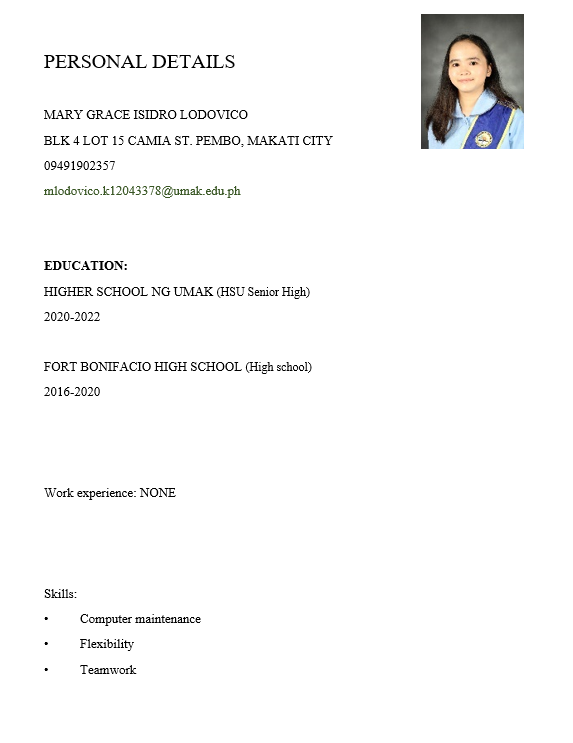 PERSONAL DETAILS
MARY GRACE ISIDRO LODOVICO
BLK 4 LOT 15 CAMIA ST. PEMBO, MAKATI CITY
09491902357
mlodovico.k12043378@umak.edu.ph
EDUCATION:
HIGHER SCHOOL NG UMAK (HSU Senior High)
2020-2022
FORT BONIFACIO HIGH SCHOOL (High school)
2016-2020
Work experience: NONE
Skills:
• Computer maintenance
• Flexibility
• Teamwork